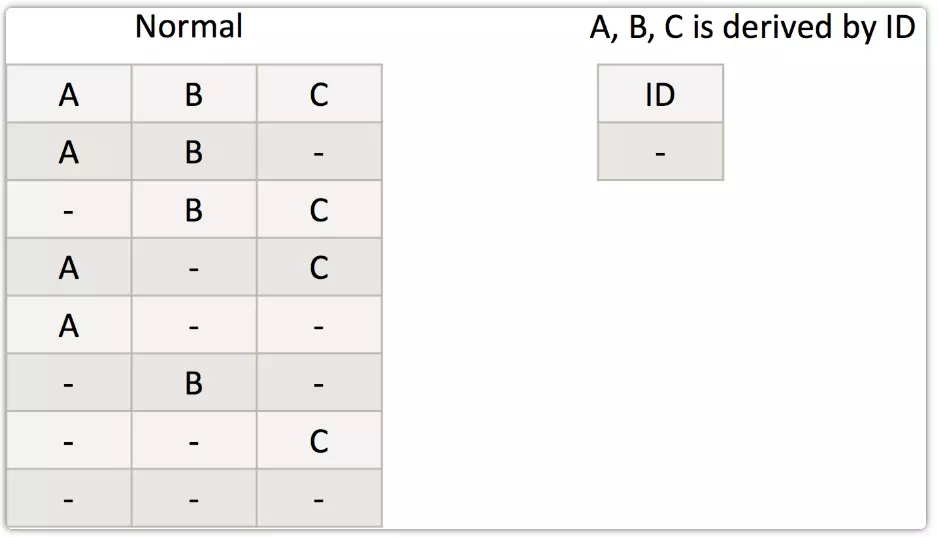 Normal
A, B, C is derived by ID
A B C
ID
A B -
-
- B C
A - C
A - -
- B -
- - C
- - -